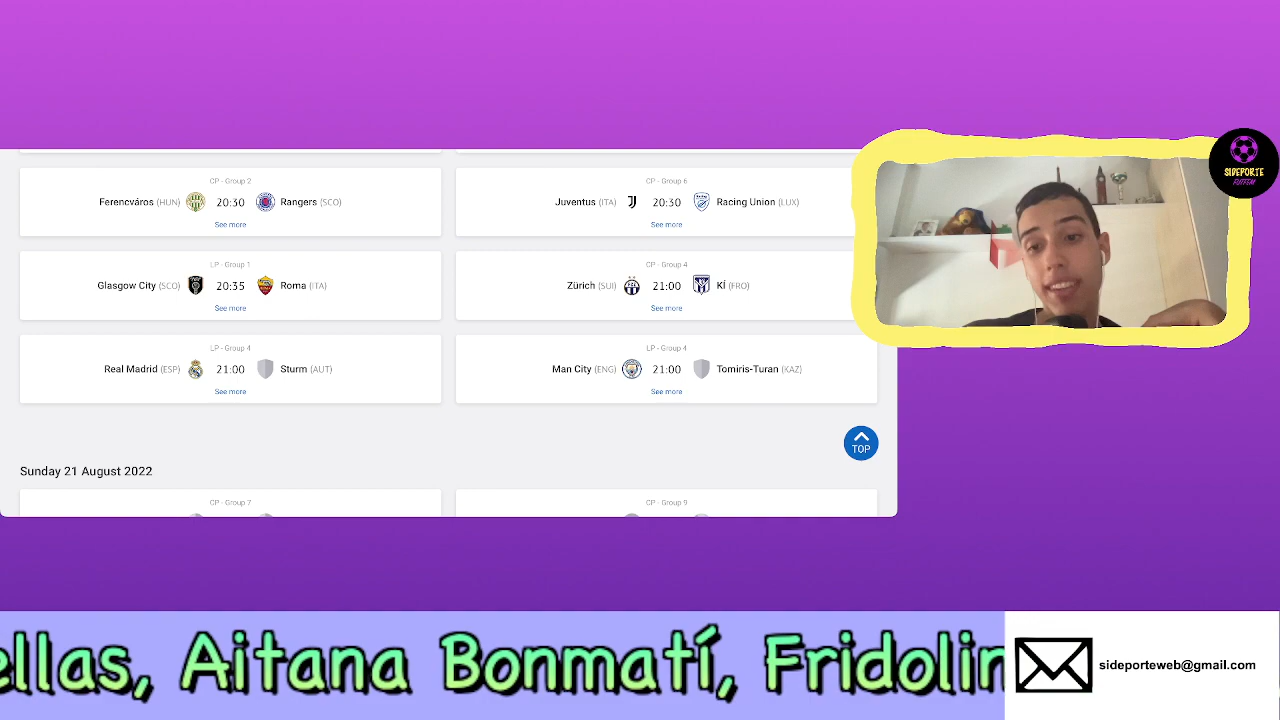 CP - Group 2
Ferencváros (HUN) 20:30 Rangers (SCO)
See more
CP - Group 6
Juventus (ITA) 20:30 Racing Union (LUX)
See more
LP - Group 1
Glasgow City (SCO) 20:35 Roma (ITA)
See more
CP - Group 4
Zürich (SUI) 21:00 KÍ (FRO)
See more
LP - Group 4
Real Madrid (ESP) 21:00 Sturm (AUT)
See more
LP - Group 4
Man City (ENG) 21:00 Tomiris-Turan (KAZ)
See more
TOP
Sunday 21 August 2022
CP - Group 7
CP - Group 9
SIDEPORTE
FUTFEM
ellas, Aitana Bonmatí, Fridolin
sideporteweb@gmail.com